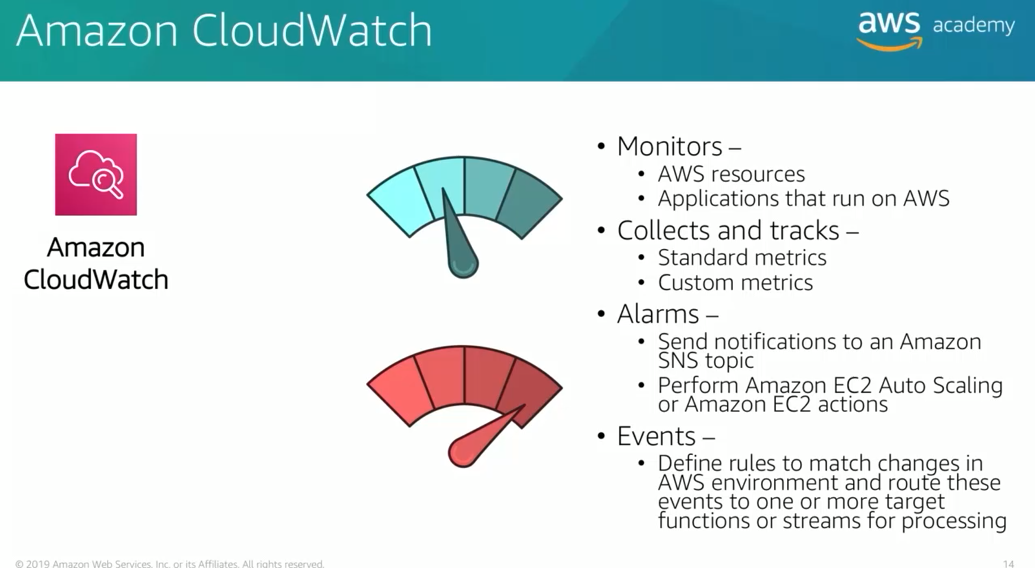 Amazon CloudWatch
aws academy
Amazon
CloudWatch
• Monitors –
• AWS resources
• Applications that run on AWS
• Collects and tracks –
• Standard metrics
• Custom metrics
• Alarms –
• Send notifications to an Amazon
SNS topic
• Perform Amazon EC2 Auto Scaling
or Amazon EC2 actions
• Events –
• Define rules to match changes in
AWS environment and route these
events to one or more target
functions or streams for processing
© 2019 Amazon Web Services, Inc. or its Affiliates. All rights reserved.
14